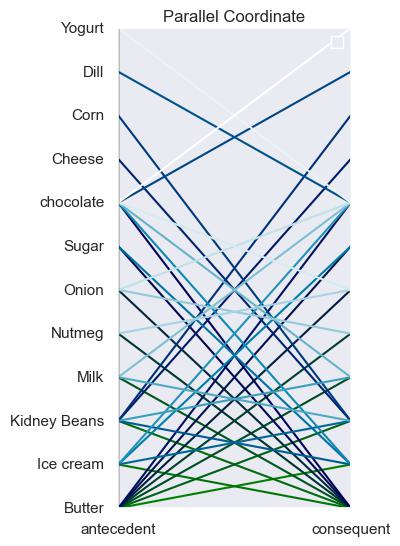 Parallel Coordinate
Yogurt
Dill
Corn
Cheese
chocolate
Sugar
Onion
Nutmeg
Milk
Kidney Beans
Ice cream
Butter
antecedent
consequent